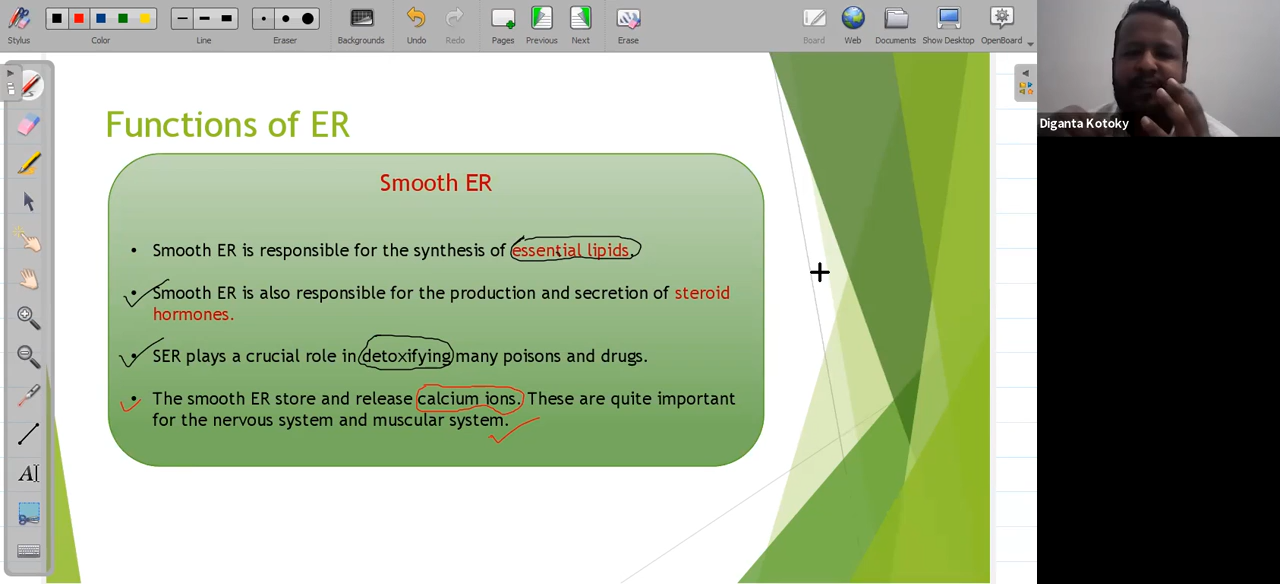 Stylus
Color
Line
Eraser
Backgrounds
Undo
Redo
Pages
Previous
Next
Erase
Board
Web
Documents
Show Desktop
OpenBoard
Diganta Kotoky
Functions of ER
Smooth ER
• Smooth ER is responsible for the synthesis of essential lipids.
• Smooth ER is also responsible for the production and secretion of steroid
hormones.
• SER plays a crucial role in detoxifying many poisons and drugs.
• The smooth ER store and release calcium ions. These are quite important
for the nervous system and muscular system.